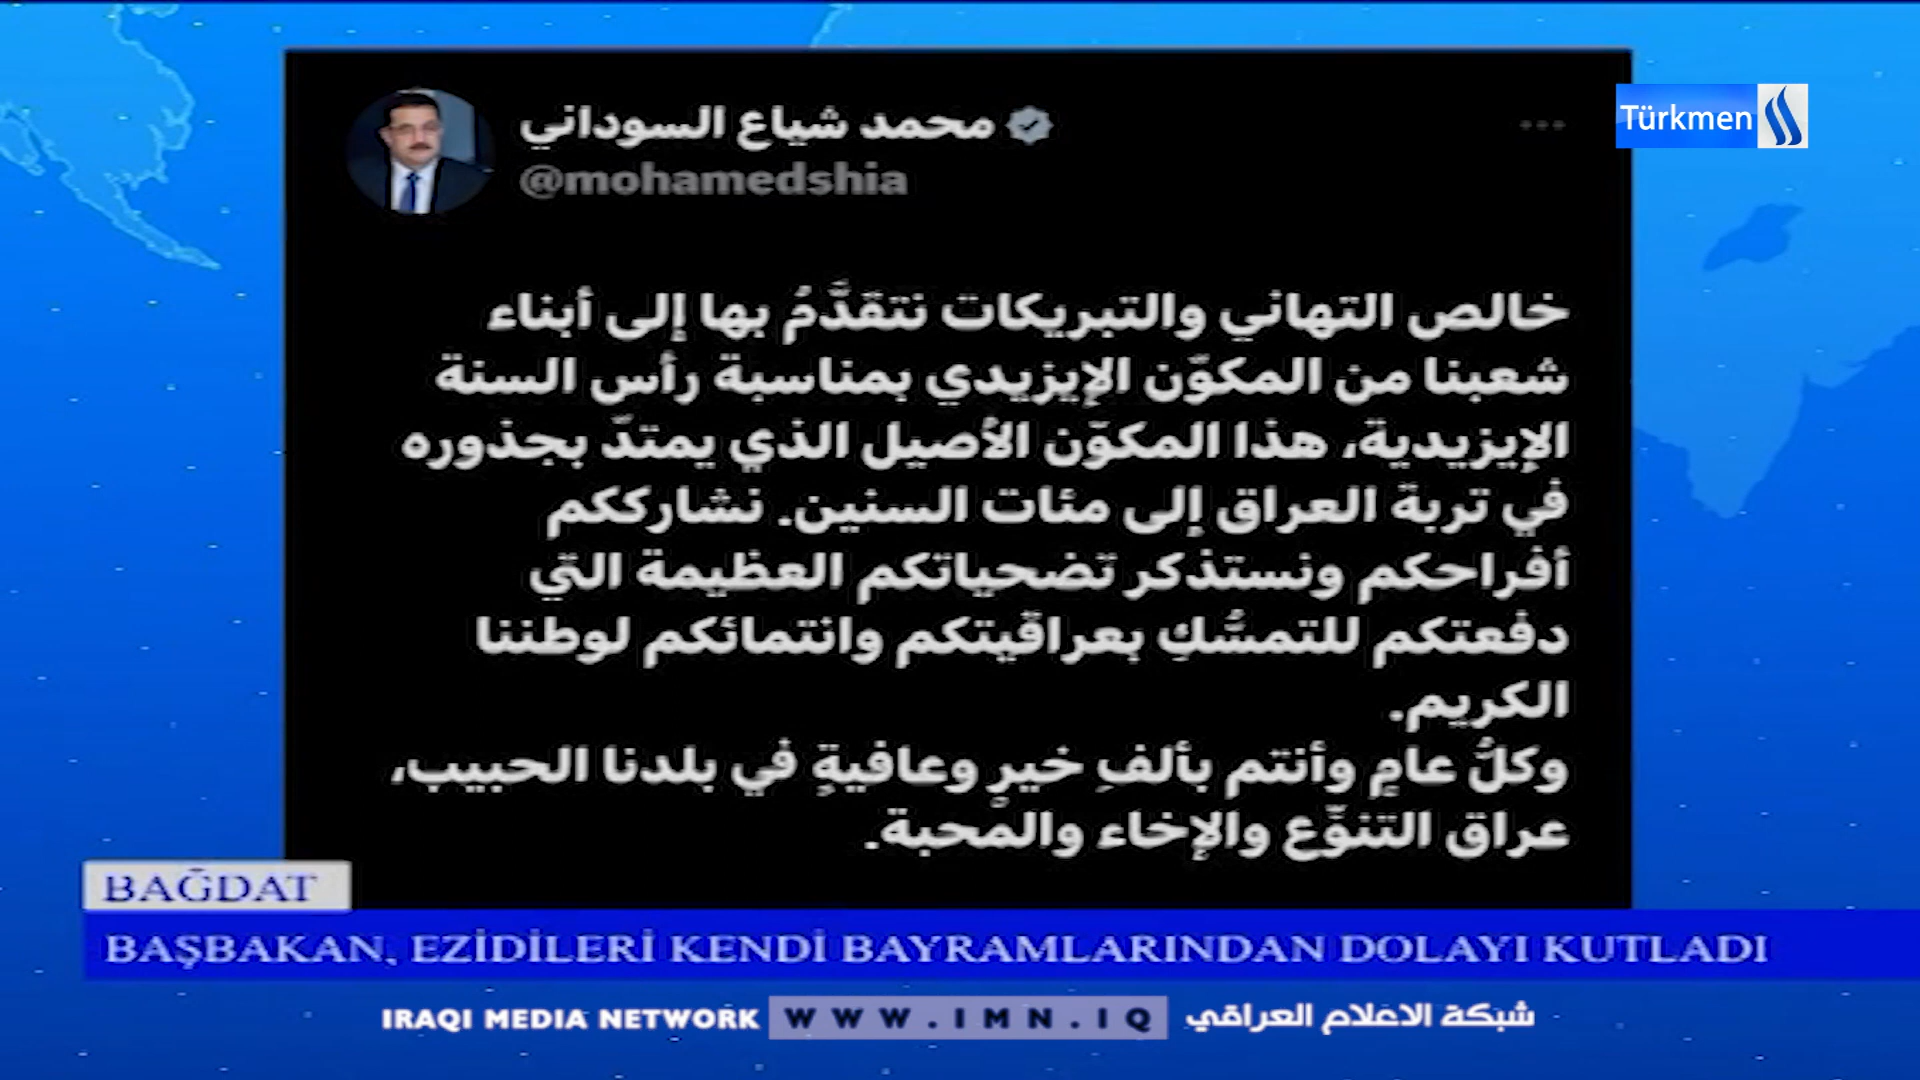 Türkmen
محمد شياع السوداني
@mohamedshia
خالص التهاني والتبريكات نتقدَّمُ بها إلى أبناء
شعبنا من المكوّن الإيزيدي بمناسبة رأس السنة
الإيزيدية، هذا المكوّن الأصيل الذي يمتدّ بجذوره
في تربة العراق إلى مئات السنين. نشارككم
أفراحكم ونستذكر تضحياتكم العظيمة التي
دفعتكم للتمسُّكِ بعراقيتكم وانتمائكم لوطننا
الكريم.
وكلُّ عامٍ وأنتم بألفِ خيرٍ وعافيةٍ في بلدنا الحبيب،
عراق التنوّع والإخاء والمحبة.
BAĞDAT
BAŞBAKAN, EZİDİLERİ KENDİ BAYRAMLARINDAN DOLAYI KUTLADI
IRAQI MEDIA NETWORK WWW.IMN.IQ شبكة الاعلام العراقي